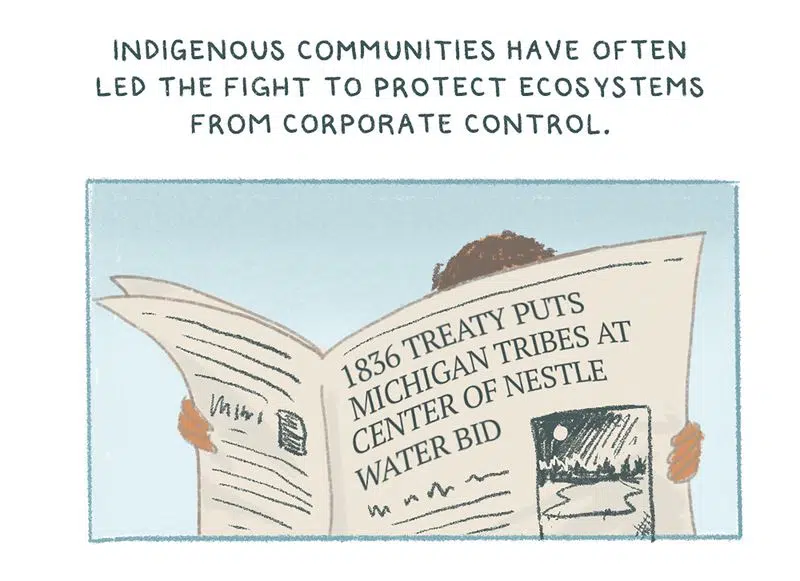 INDIGENOUS COMMUNITIES HAVE OFTEN
LED THE FIGHT TO PROTECT ECOSYSTEMS
FROM CORPORATE CONTROL.
1836 TREATY PUTS
MICHIGAN TRIBES AT
CENTER OF NESTLE
WATER BID